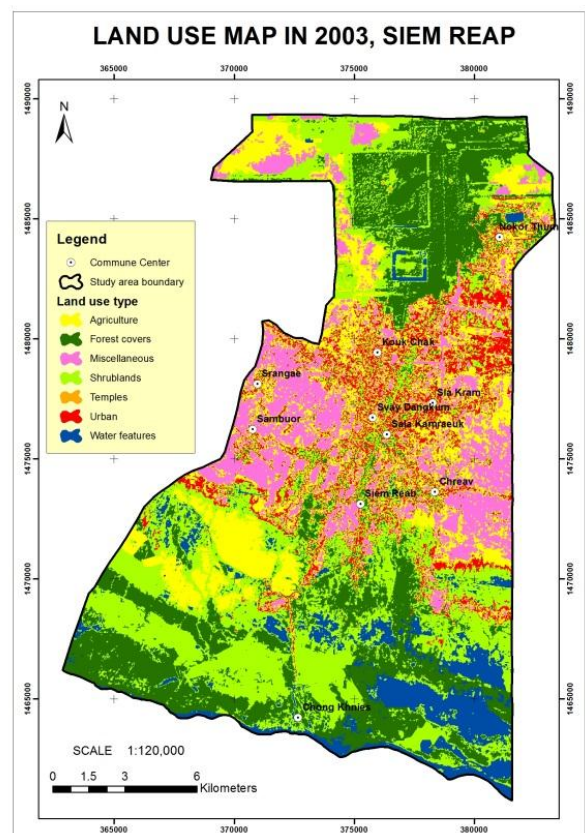 LAND USE MAP IN 2003, SIEM REAP
365000 370000 375000 380000
1490000 1490000
N
1485000 1485000
Nokor Thum
Legend
Commune Center
Study area boundary
Land use type
Agriculture
Forest covers
Miscellaneous
Shrublands
Temples
Urban
Water features
1480000 1480000
Kouk Chak
Srangae
Sla Kram
Svay Dangkum
Sambuor
Sala Kamraeuk
1475000 1475000
Chreav
Siem Reab
1470000 1470000
1465000 1465000
Chong Khnies
SCALE 1:120,000
0 1.5 3 6
Kilometers
365000 370000 375000 380000